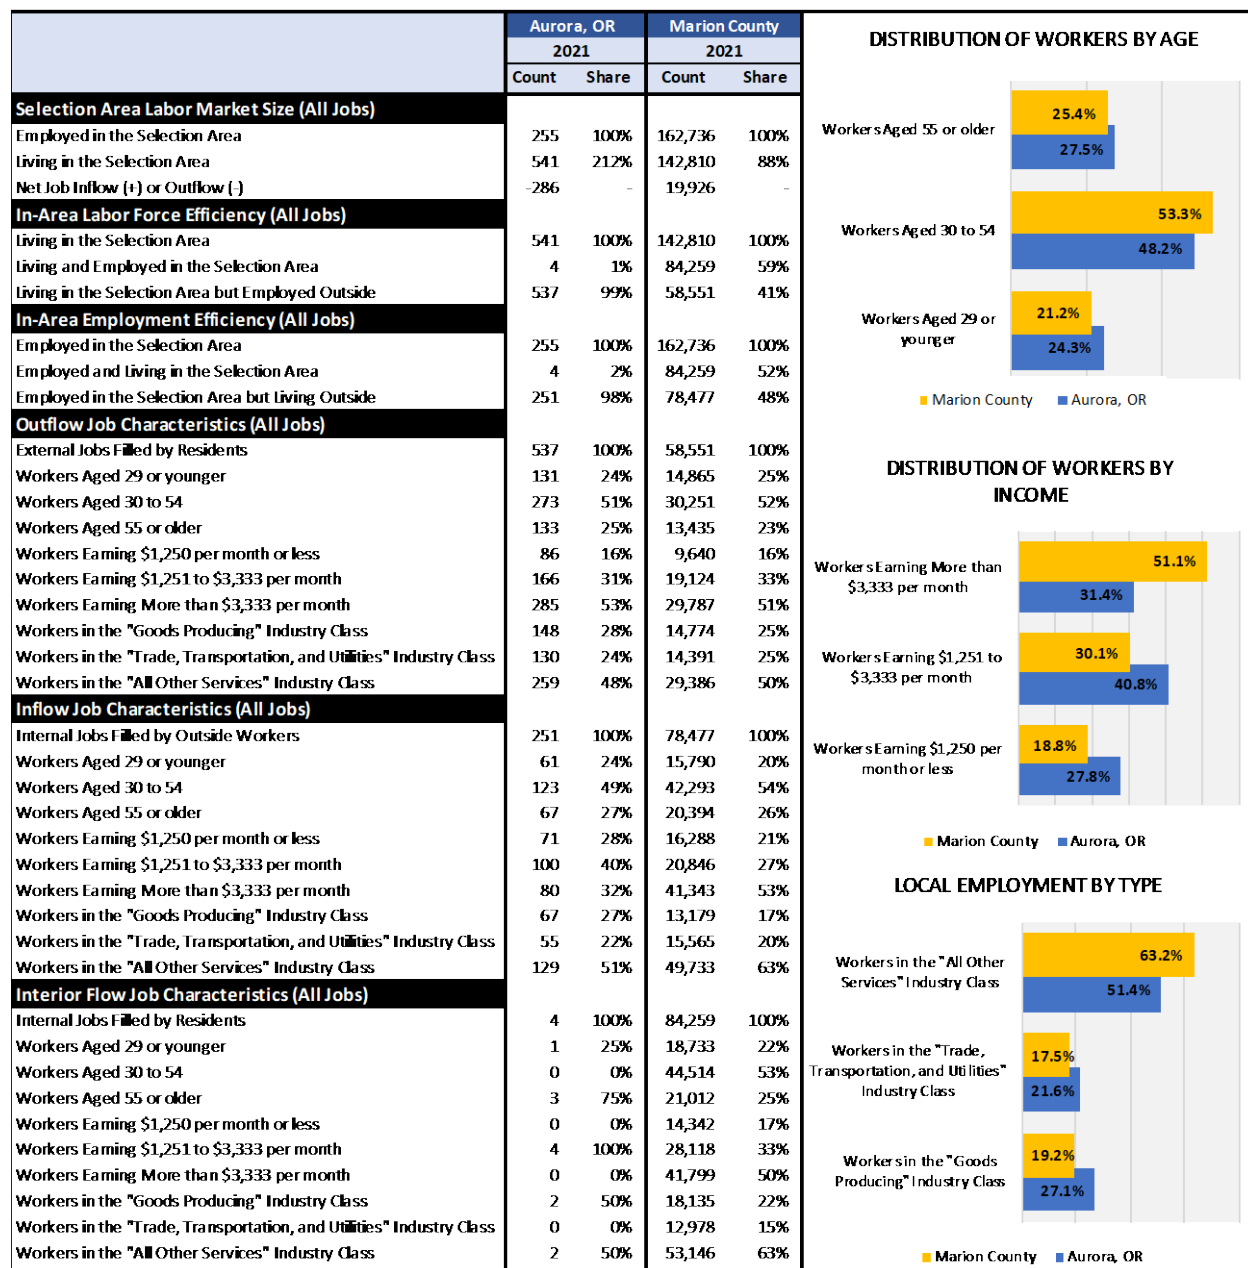 Aurora, OR Marion County
2021 2021
Count Share Count Share
Selection Area Labor Market Size (All Jobs)
Employed in the Selection Area 255 100% 162,736 100%
Living in the Selection Area 541 212% 142,810 88%
Net Job Inflow (+) or Outflow (-) -286 - 19,926 -
In-Area Labor Force Efficiency (All Jobs)
Living in the Selection Area 541 100% 142,810 100%
Living and Employed in the Selection Area 4 1% 84,259 59%
Living in the Selection Area but Employed Outside 537 99% 58,551 41%
In-Area Employment Efficiency (All Jobs)
Employed in the Selection Area 255 100% 162,736 100%
Employed and Living in the Selection Area 4 2% 84,259 52%
Employed in the Selection Area but Living Outside 251 98% 78,477 48%
Outflow Job Characteristics (All Jobs)
External Jobs Filled by Residents 537 100% 58,551 100%
Workers Aged 29 or younger 131 24% 14,865 25%
Workers Aged 30 to 54 273 51% 30,251 52%
Workers Aged 55 or older 133 25% 13,435 23%
Workers Earning $1,250 per month or less 86 16% 9,640 16%
Workers Earning $1,251 to $3,333 per month 166 31% 19,124 33%
Workers Earning More than $3,333 per month 285 53% 29,787 51%
Workers in the "Goods Producing" Industry Class 148 28% 14,774 25%
Workers in the "Trade, Transportation, and Utilities" Industry Class 130 24% 14,391 25%
Workers in the "All Other Services" Industry Class 259 48% 29,386 50%
Inflow Job Characteristics (All Jobs)
Internal Jobs Filled by Outside Workers 251 100% 78,477 100%
Workers Aged 29 or younger 61 24% 15,790 20%
Workers Aged 30 to 54 123 49% 42,293 54%
Workers Aged 55 or older 67 27% 20,394 26%
Workers Earning $1,250 per month or less 71 28% 16,288 21%
Workers Earning $1,251 to $3,333 per month 100 40% 20,846 27%
Workers Earning More than $3,333 per month 80 32% 41,343 53%
Workers in the "Goods Producing" Industry Class 67 27% 13,179 17%
Workers in the "Trade, Transportation, and Utilities" Industry Class 55 22% 15,565 20%
Workers in the "All Other Services" Industry Class 129 51% 49,733 63%
Interior Flow Job Characteristics (All Jobs)
Internal Jobs Filled by Residents 4 100% 84,259 100%
Workers Aged 29 or younger 1 25% 18,733 22%
Workers Aged 30 to 54 0 0% 44,514 53%
Workers Aged 55 or older 3 75% 21,012 25%
Workers Earning $1,250 per month or less 0 0% 14,342 17%
Workers Earning $1,251 to $3,333 per month 4 100% 28,118 33%
Workers Earning More than $3,333 per month 0 0% 41,799 50%
Workers in the "Goods Producing" Industry Class 2 50% 18,135 22%
Workers in the "Trade, Transportation, and Utilities" Industry Class 0 0% 12,978 15%
Workers in the "All Other Services" Industry Class 2 50% 53,146 63%
DISTRIBUTION OF WORKERS BY AGE
Workers Aged 55 or older
25.4%
27.5%
Workers Aged 30 to 54
53.3%
48.2%
Workers Aged 29 or
younger
21.2%
24.3%
Marion County Aurora, OR
DISTRIBUTION OF WORKERS BY
INCOME
Workers Earning More than
$3,333 per month
51.1%
31.4%
Workers Earning $1,251 to
$3,333 per month
30.1%
40.8%
Workers Earning $1,250 per
month or less
18.8%
27.8%
Marion County Aurora, OR
LOCAL EMPLOYMENT BY TYPE
Workers in the "All Other
Services" Industry Class
63.2%
51.4%
Workers in the "Trade,
Transportation, and Utilities"
Industry Class
17.5%
21.6%
Workers in the "Goods
Producing" Industry Class
19.2%
27.1%
Marion County Aurora, OR